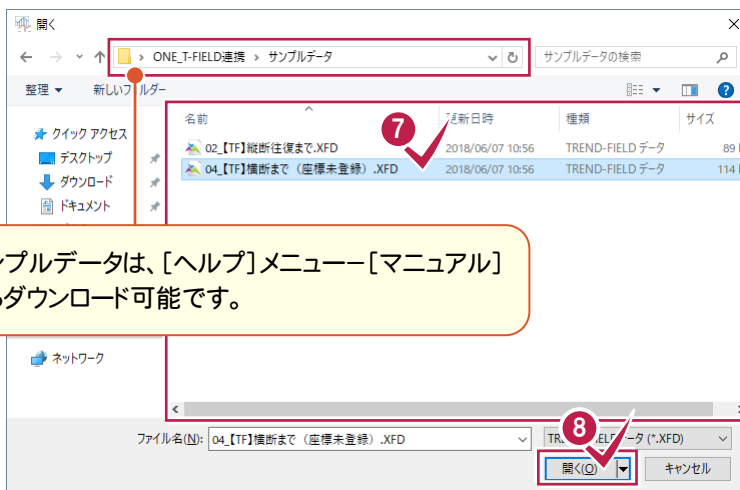 開く
ONE_T-FIELD連携 › サンプルデータ
サンプルデータの検索
整理
新しいフォルダー
名前
更新日時
種類
サイズ
7
クイック アクセス
デスクトップ
ダウンロード
ドキュメント
02_【TF】縦断往復まで.XFD 2018/06/07 10:56 TREND-FIELD データ 89
04_【TF】横断まで（座標未登録）.XFD 2018/06/07 10:56 TREND-FIELD データ 114
ンプルデータは、[ヘルプ]メニュー－[マニュアル]
らダウンロード可能です。
ネットワーク
ファイル名(N): 04_【TF】横断まで（座標未登録）.XFD
データ (*.XFD)
8
開く(O)
キャンセル